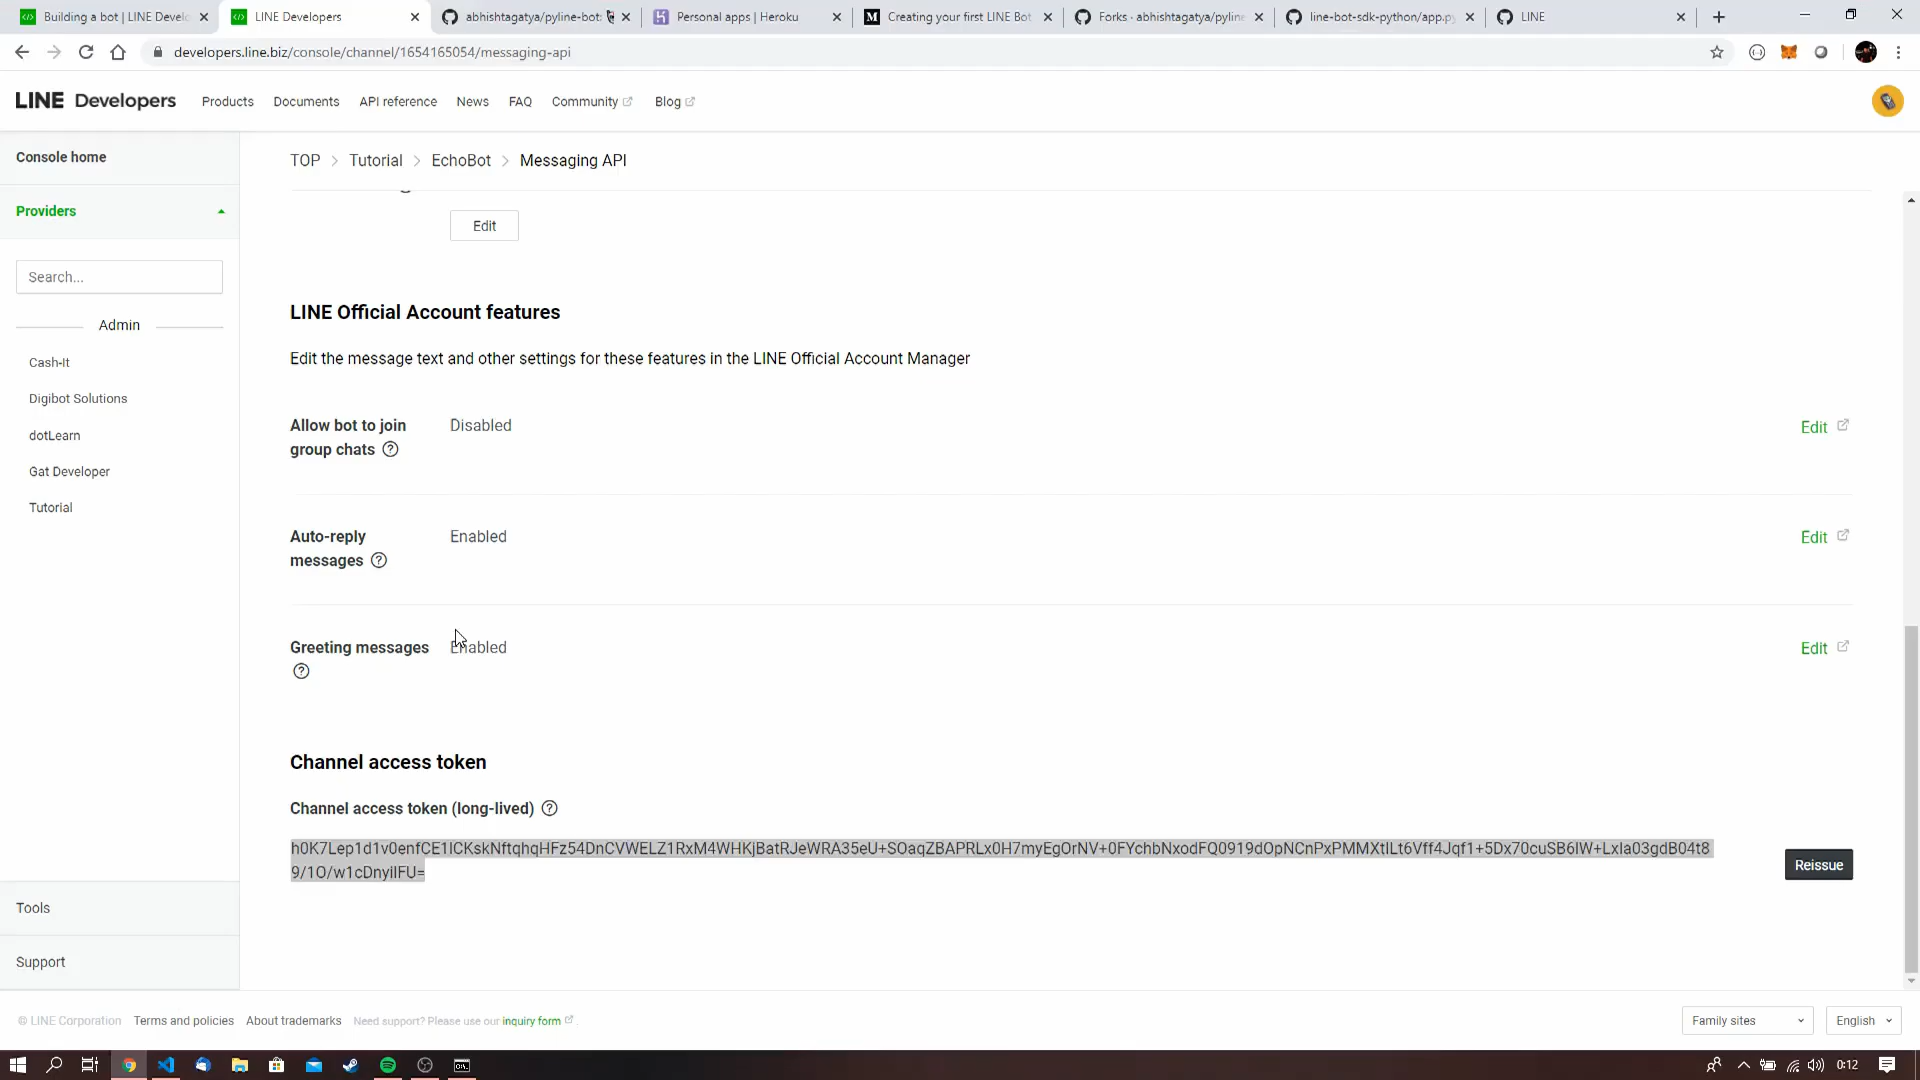 Building a bot | LINE Develo
LINE Developers
abhishtagatya/pyline-bot:
Personal apps | Heroku
Creating your first LINE Bot
Forks · abhishtagatya/pyline
line-bot-sdk-python/app.py
LINE
developers.line.biz/console/channel/1654165054/messaging-api
LINE Developers
Products
Documents
API reference
News
FAQ
Community
Blog
Console home
Providers
Search...
Admin
Cash-It
Digibot Solutions
dotLearn
Gat Developer
Tutorial
Tools
Support
TOP > Tutorial > EchoBot > Messaging API
Edit
LINE Official Account features
Edit the message text and other settings for these features in the LINE Official Account Manager
Allow bot to join
group chats
Disabled
Edit
Auto-reply
messages
Enabled
Edit
Greeting messages
Enabled
Edit
Channel access token
Channel access token (long-lived)
h0K7Lep1d1v0enfCE1ICKskNftqhqHFz54DnCVWELZ1RxM4WHKjBatRJeWRA35eU+SOaqZBAPRLx0H7myEgOrNV+0FYchbNxodFQ0919dOpNCnPxPMMXtILt6Vff4Jqf1+5Dx70cuSB6IW+LxIa03gdB04t8
9/1O/w1cDnyilFU=
Reissue
© LINE Corporation
Terms and policies
About trademarks
Need support? Please use our inquiry form
Family sites
English
0:12